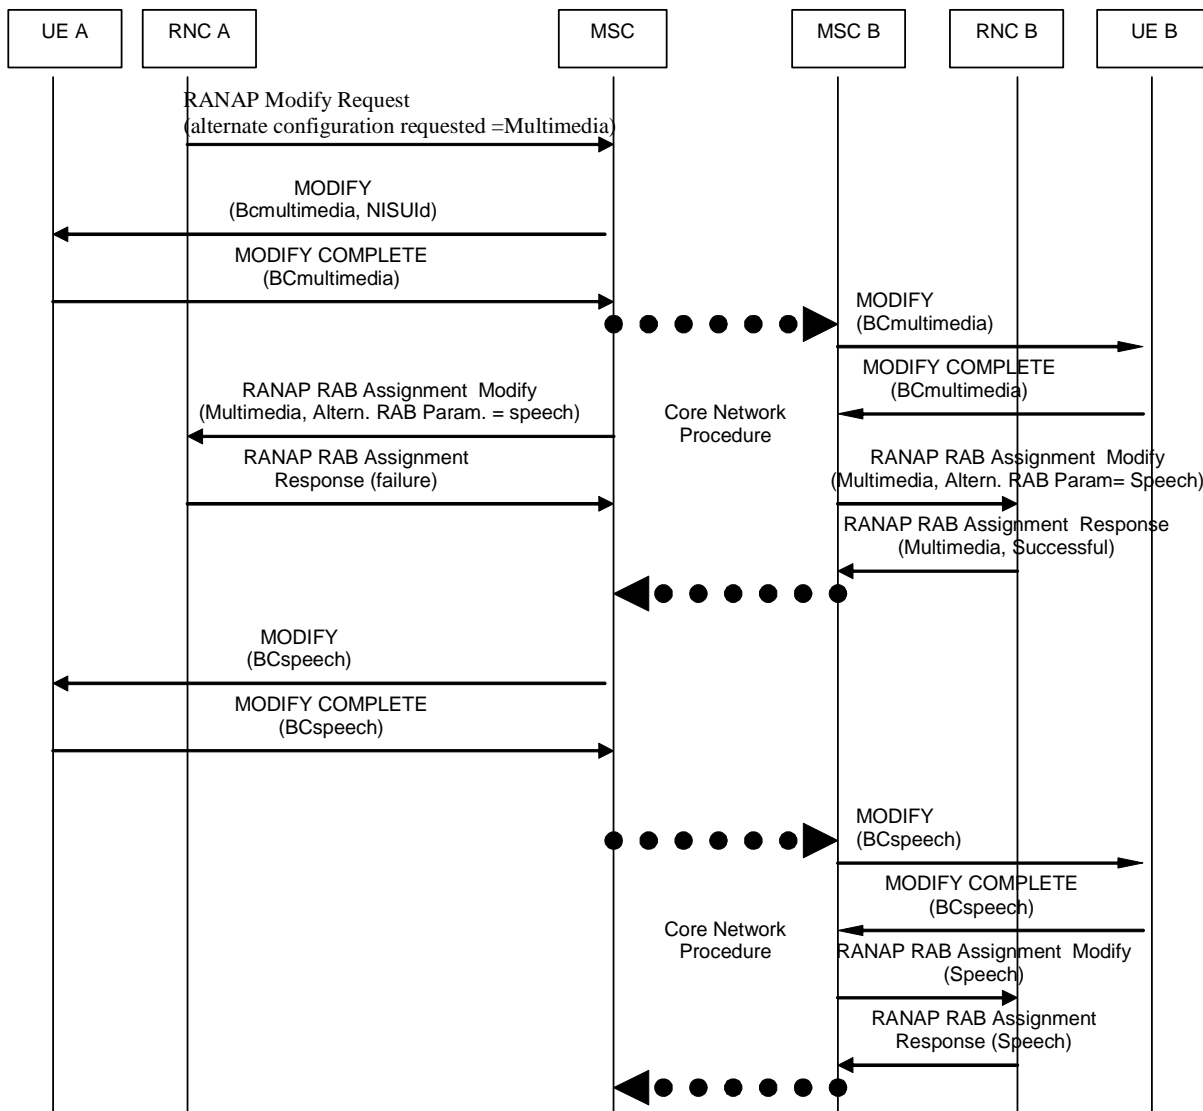 UE A
RNC A
MSC
MSC B
RNC B
UE B
RANAP Modify Request
(alternate configuration requested =Multimedia)
MODIFY
(Bcmultimedia, NISUId)
MODIFY COMPLETE
(BCmultimedia)
MODIFY
(BCmultimedia)
MODIFY COMPLETE
(BCmultimedia)
RANAP RAB Assignment Modify
(Multimedia, Altern. RAB Param. = speech)
Core Network
Procedure
RANAP RAB Assignment
Response (failure)
RANAP RAB Assignment Modify
(Multimedia, Altern. RAB Param= Speech)
RANAP RAB Assignment Response
(Multimedia, Successful)
MODIFY
(BCspeech)
MODIFY COMPLETE
(BCspeech)
MODIFY
(BCspeech)
MODIFY COMPLETE
(BCspeech)
Core Network
Procedure
RANAP RAB Assignment Modify
(Speech)
RANAP RAB Assignment
Response (Speech)